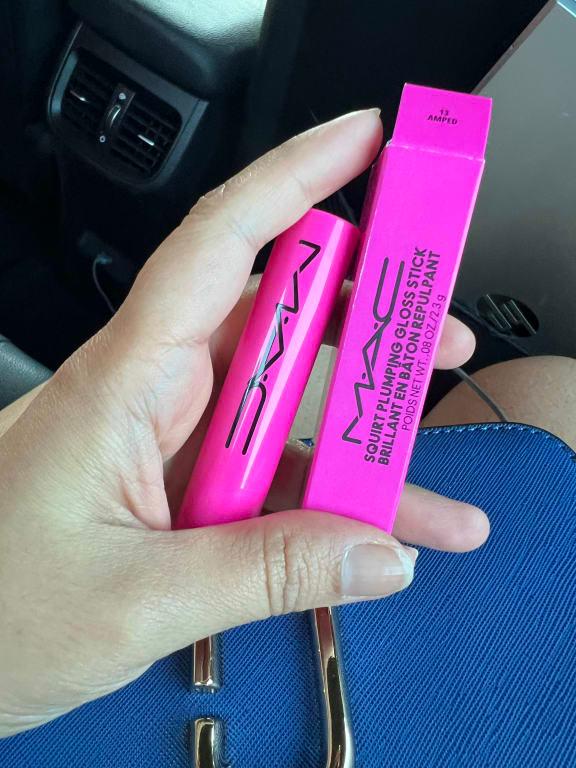 MAC
13
AMPED
MAC
SQUIRT PLUMPING GLOSS STICK
BRILLANT EN BÂTON REPULPANT
POIDS NET WT. .08 OZ/2.3 g